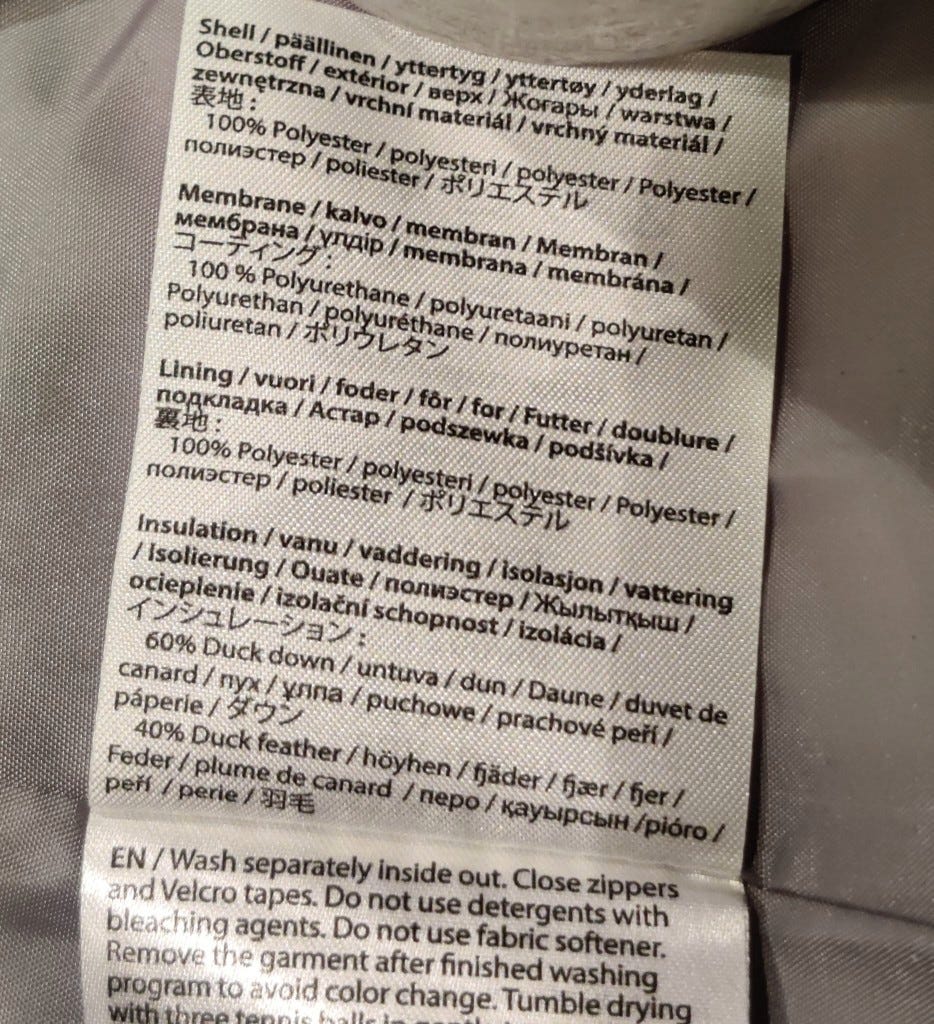 Shell / päällinen / yttertyg / yttertøy / yderlag /
Oberstoff / extérior / верх / Жоғары / warstwa /
zewnętrzna / vrchní materiál / vrchný materiál /
表地 :
100% Polyester / polyesteri / polyester / Polyester /
полиэстер / poliester / ポリエステル
Membrane / kalvo / membran / Membran /
мембрана / үлдір / membrana / membrána /
コーティング :
100 % Polyurethane / polyuretaani / polyuretan /
Polyurethan / polyuréthane / полиуретан /
poliuretan / ポリウレタン
Lining / vuori / foder / fôr / for / Futter / doublure /
подкладка / Астар / podszewka / podšívka /
裏地 :
100% Polyester / polyesteri / polyester / Polyester /
полиэстер / poliester / ポリエステル
Insulation / vanu / vaddering / isolasjon / vattering
/ Isolierung / Ouate / полиэстер / Жылытқыш /
ocieplenie / izolační schopnost / izolácia /
インシュレーション :
60% Duck down / untuva / dun / Daune / duvet de
canard / пух / ұлпа / puchowe / prachové peří /
páperie / ダウン
40% Duck feather / höyhen / fjäder / fjær / fjer /
Feder / plume de canard / перо / қауырсын /pióro /
peří / perie / 羽毛
EN / Wash separately inside out. Close zippers
and Velcro tapes. Do not use detergents with
bleaching agents. Do not use fabric softener.
Remove the garment after finished washing
program to avoid color change. Tumble drying
with three tennis balls in